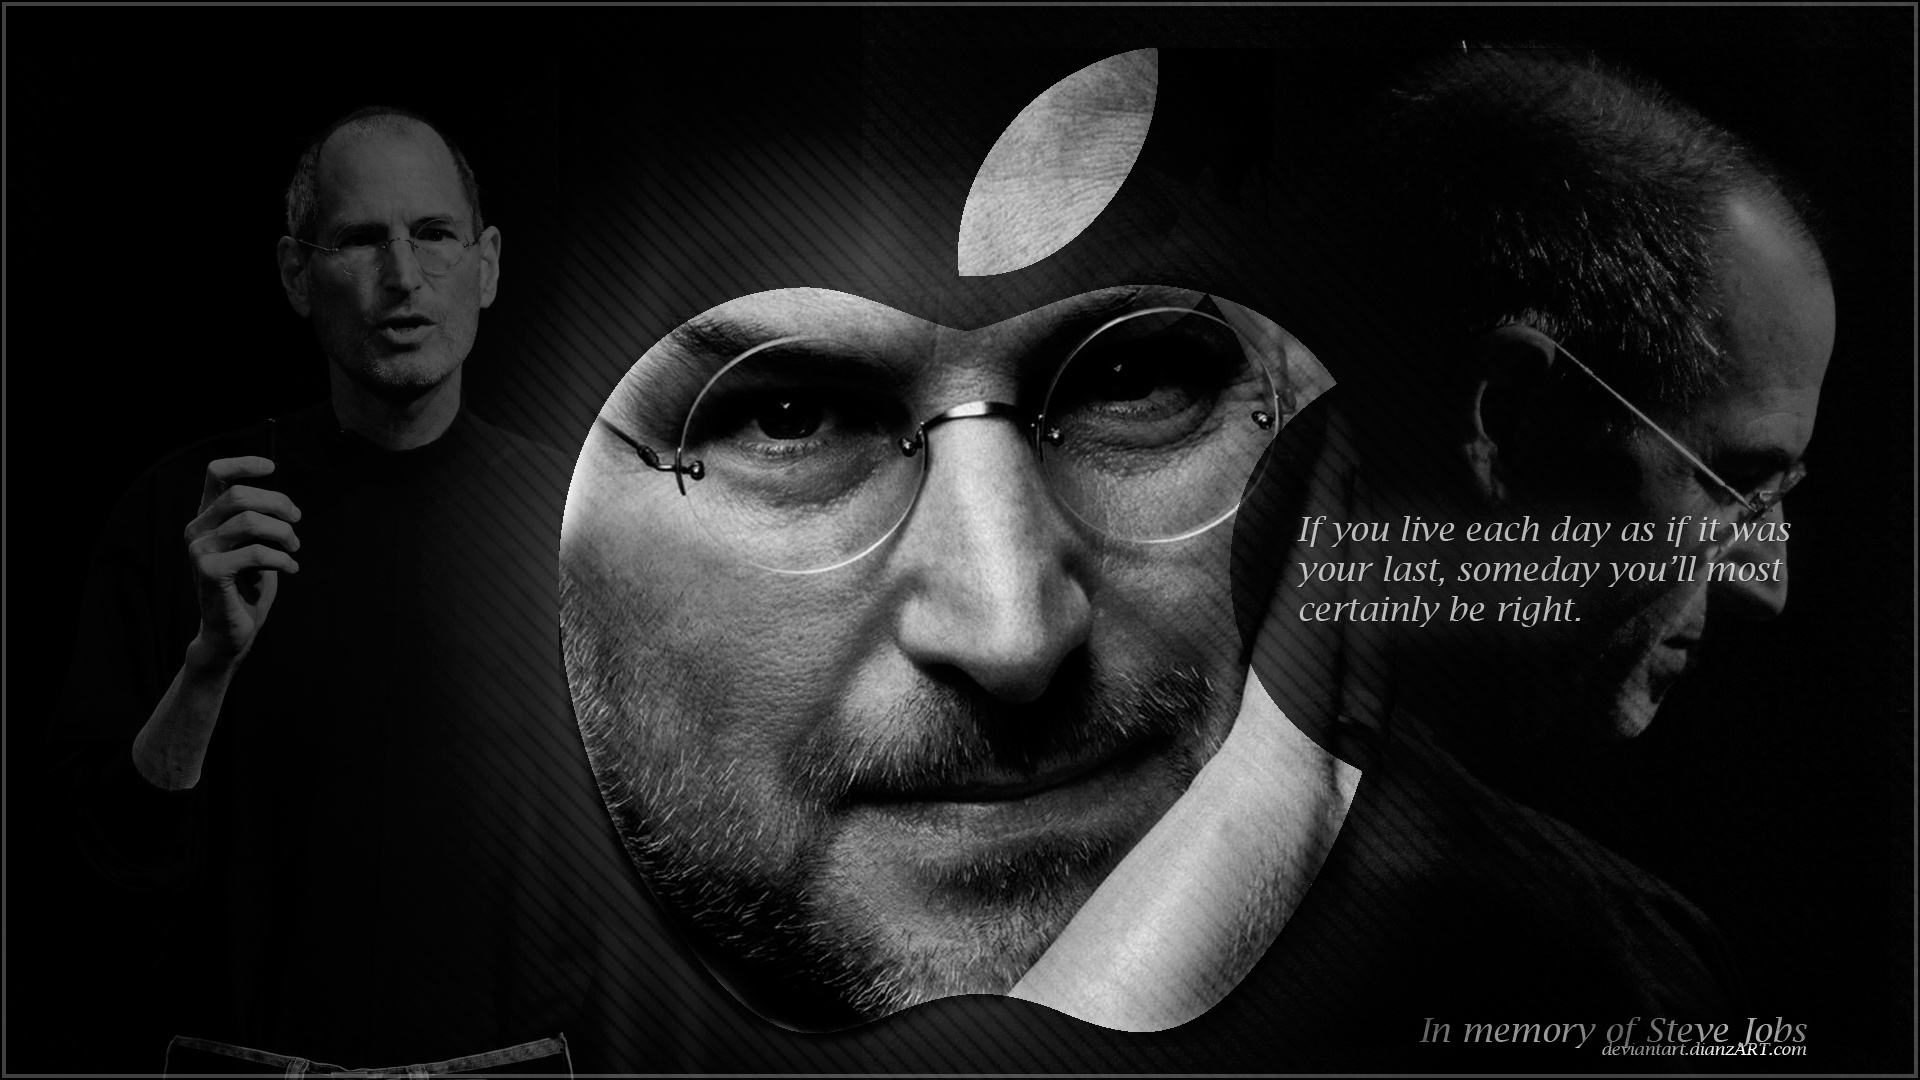 If you live each day as if it was
your last, someday you'll most
certainly be right.
In memory of Steve Jobs
deviantart.dianzART.com